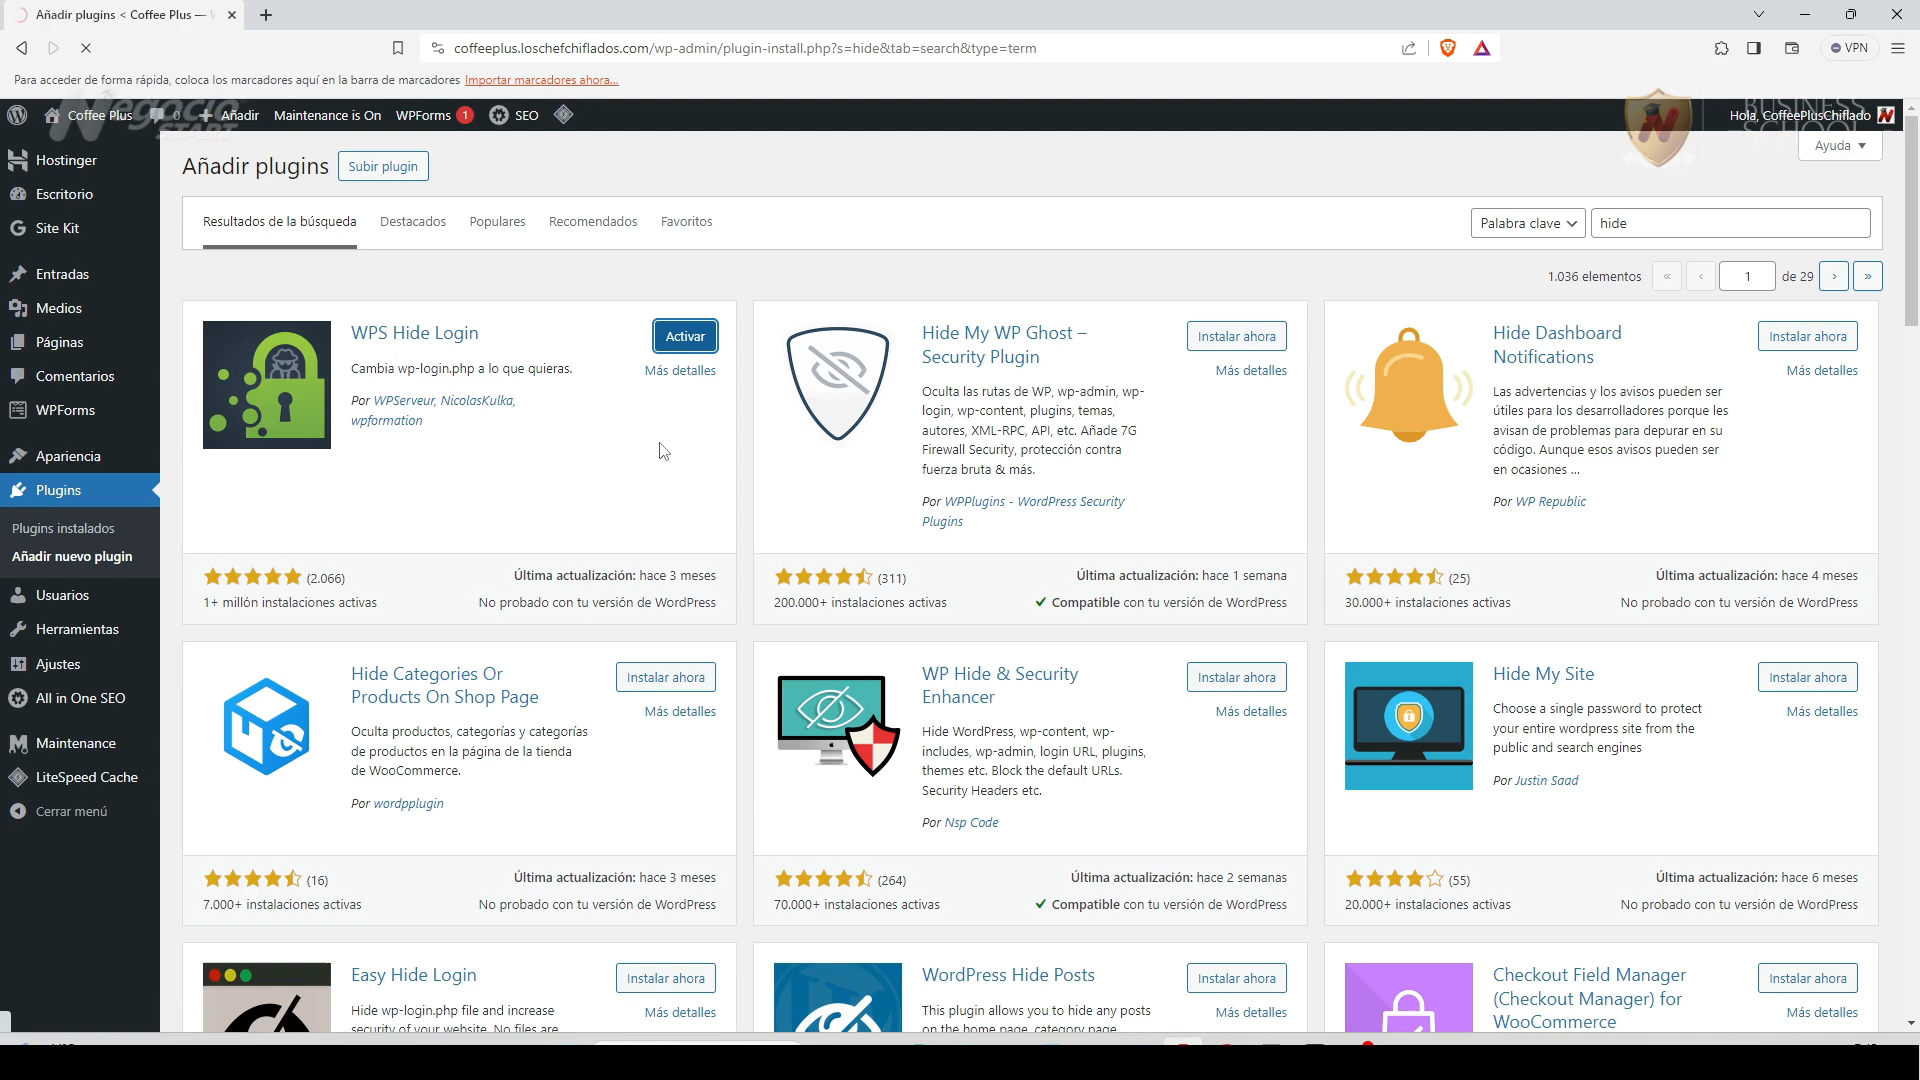 Añadir plugins < Coffee Plus —
coffeeplus.loschefchiflados.com/wp-admin/plugin-install.php?s=hide&tab=search&type=term
VPN
Para acceder de forma rápida, coloca los marcadores aquí en la barra de marcadores Importar marcadores ahora...
Coffee Plus 0 Añadir Maintenance is On WPForms 1 SEO
Hola, CoffeePlusChiflado
Negocio
START
BUSINESS
SCHOOL
Ayuda
Hostinger
Escritorio
Site Kit
Entradas
Medios
Páginas
Comentarios
WPForms
Apariencia
Plugins
Plugins instalados
Añadir nuevo plugin
Usuarios
Herramientas
Ajustes
All in One SEO
Maintenance
LiteSpeed Cache
Cerrar menú
Añadir plugins Subir plugin
Resultados de la búsqueda Destacados Populares Recomendados Favoritos
Palabra clave hide
1.036 elementos « ‹ 1 de 29 › »
WPS Hide Login
Activar
Más detalles
Cambia wp-login.php a lo que quieras.
Por WPServeur, NicolasKulka,
wpformation
(2.066)
Última actualización: hace 3 meses
1+ millón instalaciones activas
No probado con tu versión de WordPress
Hide My WP Ghost –
Security Plugin
Instalar ahora
Más detalles
Oculta las rutas de WP, wp-admin, wp-
login, wp-content, plugins, temas,
autores, XML-RPC, API, etc. Añade 7G
Firewall Security, protección contra
fuerza bruta & más.
Por WPPlugins - WordPress Security
Plugins
(311)
Última actualización: hace 1 semana
200.000+ instalaciones activas
✓ Compatible con tu versión de WordPress
Hide Dashboard
Notifications
Instalar ahora
Más detalles
Las advertencias y los avisos pueden ser
útiles para los desarrolladores porque les
avisan de problemas para depurar en su
código. Aunque esos avisos pueden ser
en ocasiones ...
Por WP Republic
(25)
Última actualización: hace 4 meses
30.000+ instalaciones activas
No probado con tu versión de WordPress
Hide Categories Or
Products On Shop Page
Instalar ahora
Más detalles
Oculta productos, categorías y categorías
de productos en la página de la tienda
de WooCommerce.
Por wordpplugin
(16)
Última actualización: hace 3 meses
7.000+ instalaciones activas
No probado con tu versión de WordPress
WP Hide & Security
Enhancer
Instalar ahora
Más detalles
Hide WordPress, wp-content, wp-
includes, wp-admin, login URL, plugins,
themes etc. Block the default URLs.
Security Headers etc.
Por Nsp Code
(264)
Última actualización: hace 2 semanas
70.000+ instalaciones activas
✓ Compatible con tu versión de WordPress
Hide My Site
Instalar ahora
Más detalles
Choose a single password to protect
your entire wordpress site from the
public and search engines
Por Justin Saad
(55)
Última actualización: hace 6 meses
20.000+ instalaciones activas
No probado con tu versión de WordPress
Easy Hide Login
Instalar ahora
Más detalles
Hide wp-login.php file and increase
security of your website. No files are
WordPress Hide Posts
Instalar ahora
Más detalles
This plugin allows you to hide any posts
on the home page, category page,
Checkout Field Manager
(Checkout Manager) for
WooCommerce
Instalar ahora
Más detalles